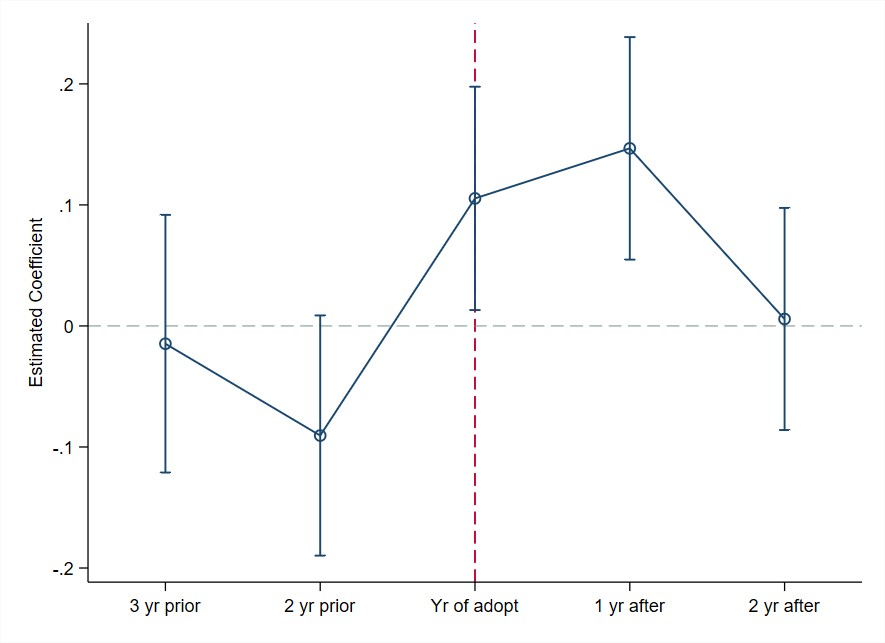 Estimated Coefficient
.2
.1
0
-.1
-.2
3 yr prior
2 yr prior
Yr of adopt
1 yr after
2 yr after